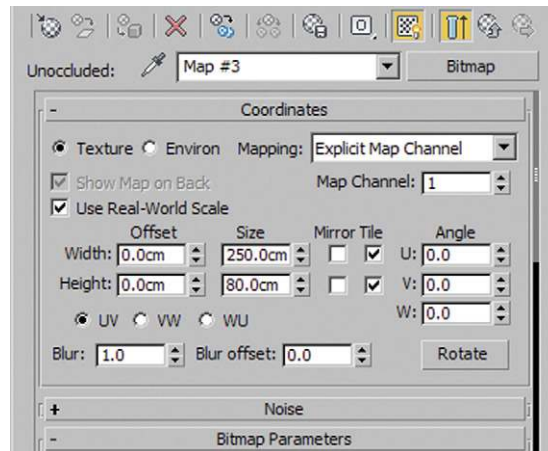 Unoccluded: Map #3 Bitmap
- Coordinates
Texture Environ Mapping: Explicit Map Channel
Show Map on Back Map Channel: 1
Use Real-World Scale
Offset Size Mirror Tile Angle
Width: 0.0cm 250.0cm U: 0.0
Height: 0.0cm 80.0cm V: 0.0
UV VW WU W: 0.0
Blur: 1.0 Blur offset: 0.0 Rotate
+ Noise
- Bitmap Parameters